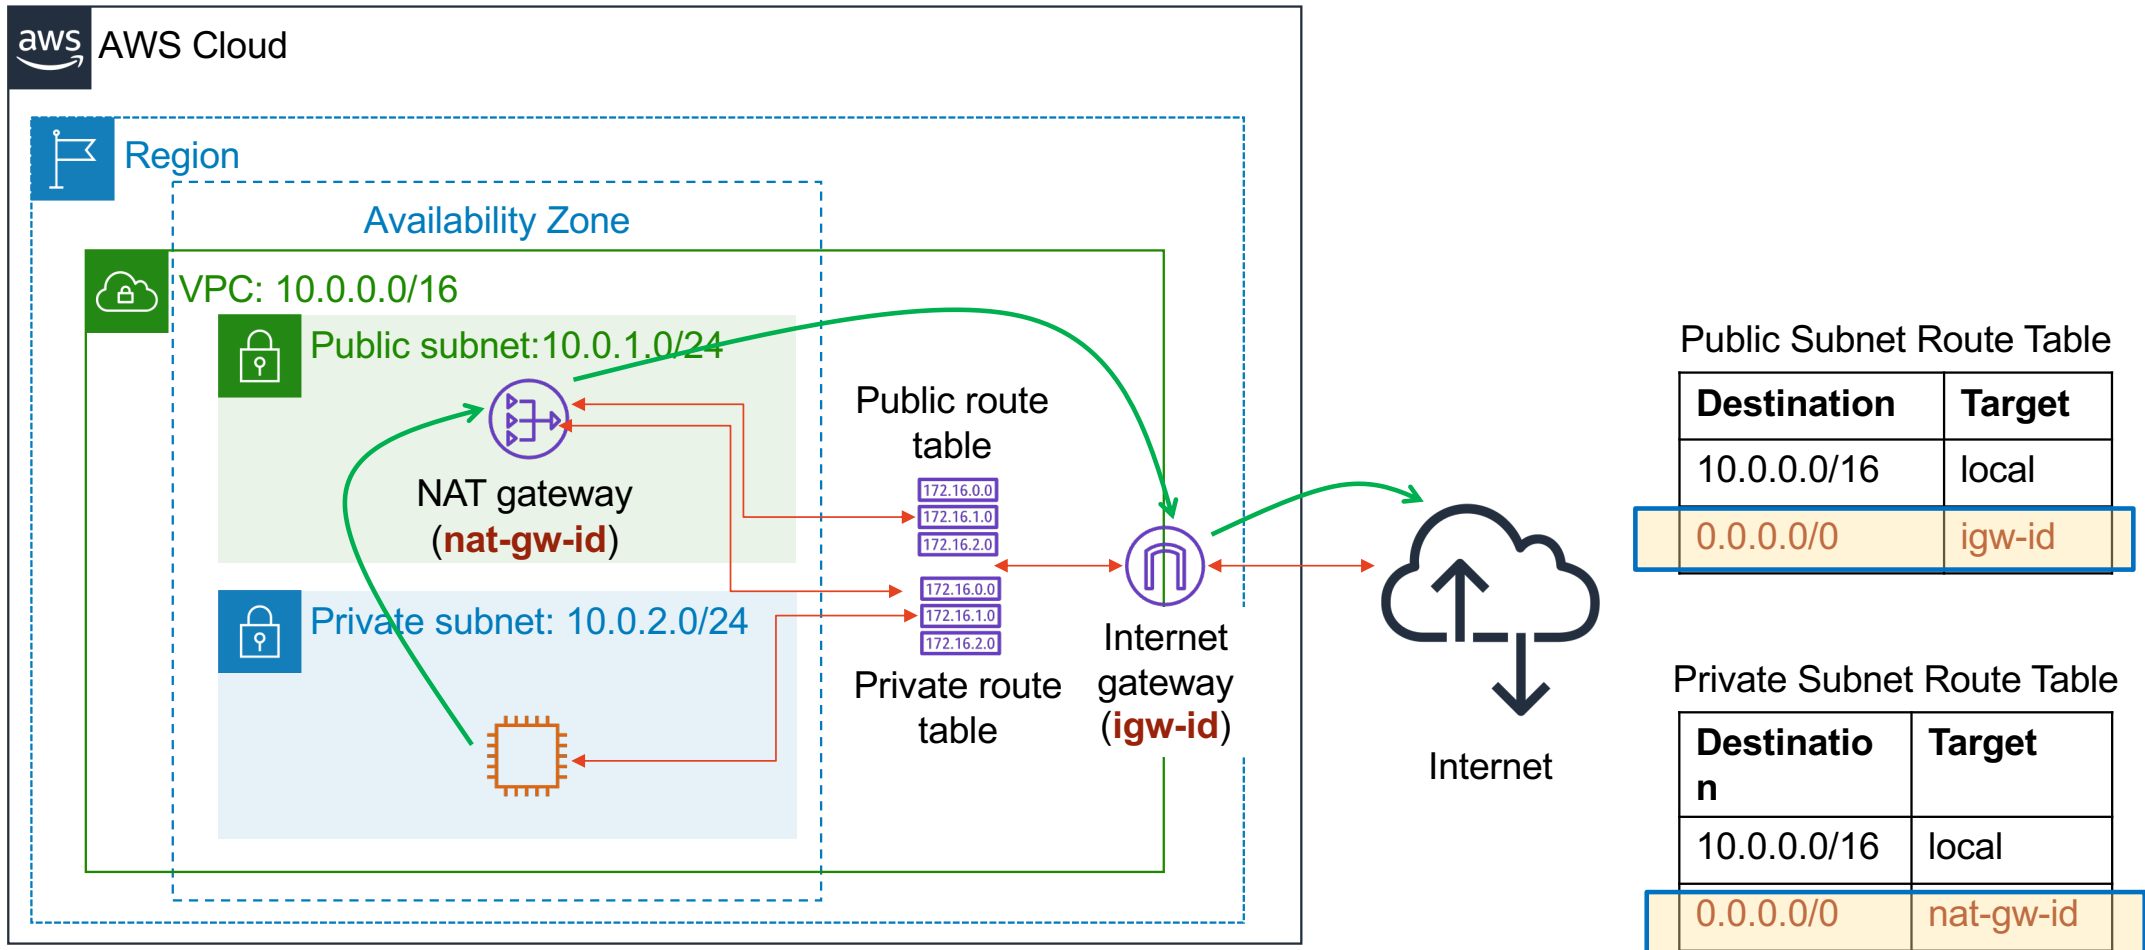 aws
AWS Cloud
Region
Availability Zone
VPC: 10.0.0.0/16
Public subnet:10.0.1.0/24
NAT gateway
(nat-gw-id)
Private subnet: 10.0.2.0/24
Public route
table
172.16.0.0
172.16.1.0
172.16.2.0
172.16.0.0
172.16.1.0
172.16.2.0
Private route
table
Internet
gateway
(igw-id)
Internet
Public Subnet Route Table
Destination Target
10.0.0.0/16 local
0.0.0.0/0 igw-id
Private Subnet Route Table
Destinatio Target
n
10.0.0.0/16 local
0.0.0.0/0 nat-gw-id